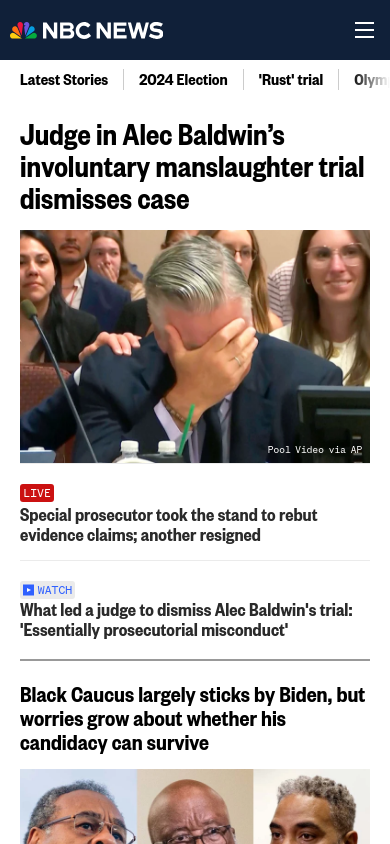 NBC NEWS
Latest Stories
2024 Election
'Rust' trial
Judge in Alec Baldwin’s
involuntary manslaughter trial
dismisses case
Pool Video via AP
LIVE
Special prosecutor took the stand to rebut
evidence claims; another resigned
WATCH
What led a judge to dismiss Alec Baldwin's trial:
'Essentially prosecutorial misconduct'
Black Caucus largely sticks by Biden, but
worries grow about whether his
candidacy can survive